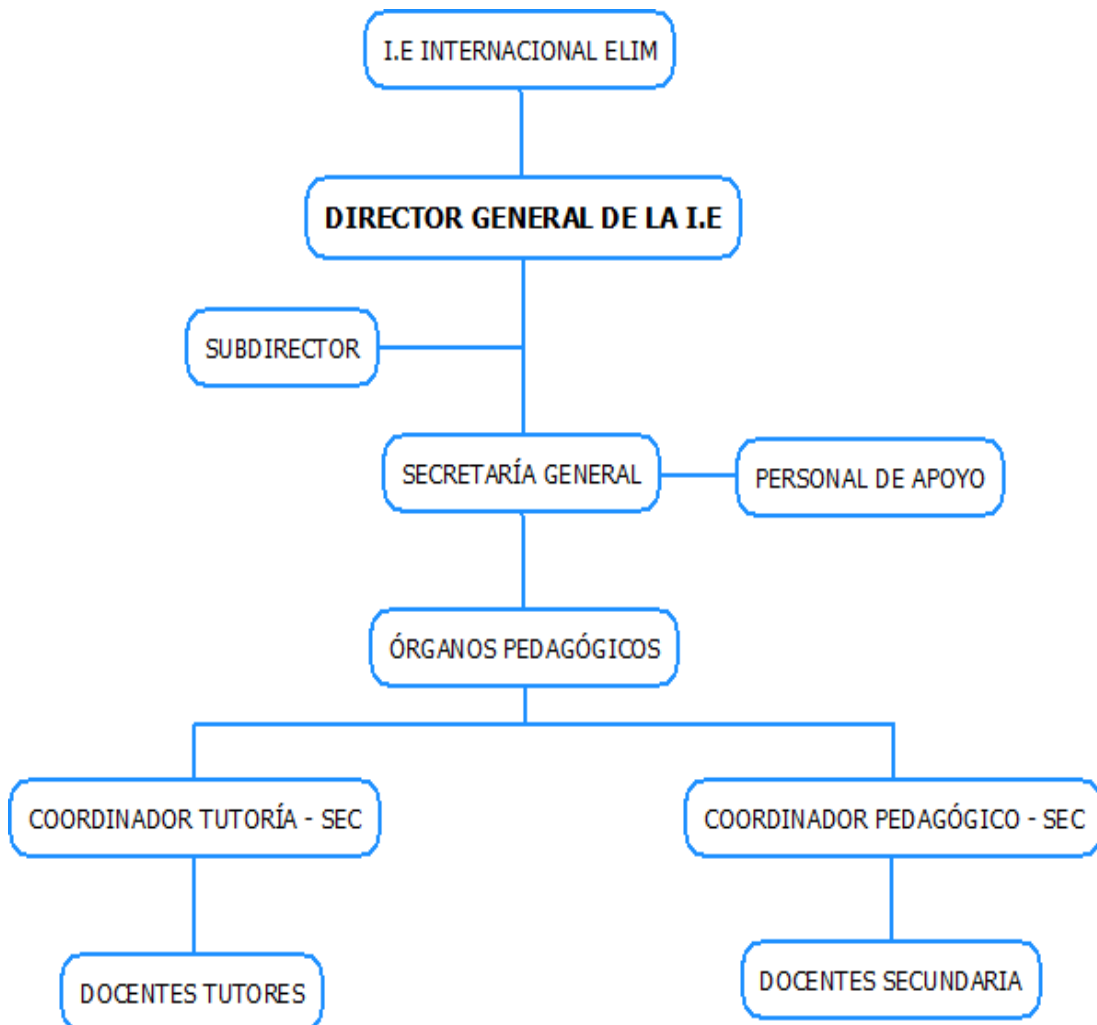 I.E INTERNACIONAL ELIM
DIRECTOR GENERAL DE LA I.E
SUBDIRECTOR
SECRETARÍA GENERAL
PERSONAL DE APOYO
ÓRGANOS PEDAGÓGICOS
COORDINADOR TUTORÍA - SEC
COORDINADOR PEDAGÓGICO - SEC
DOCENTES TUTORES
DOCENTES SECUNDARIA